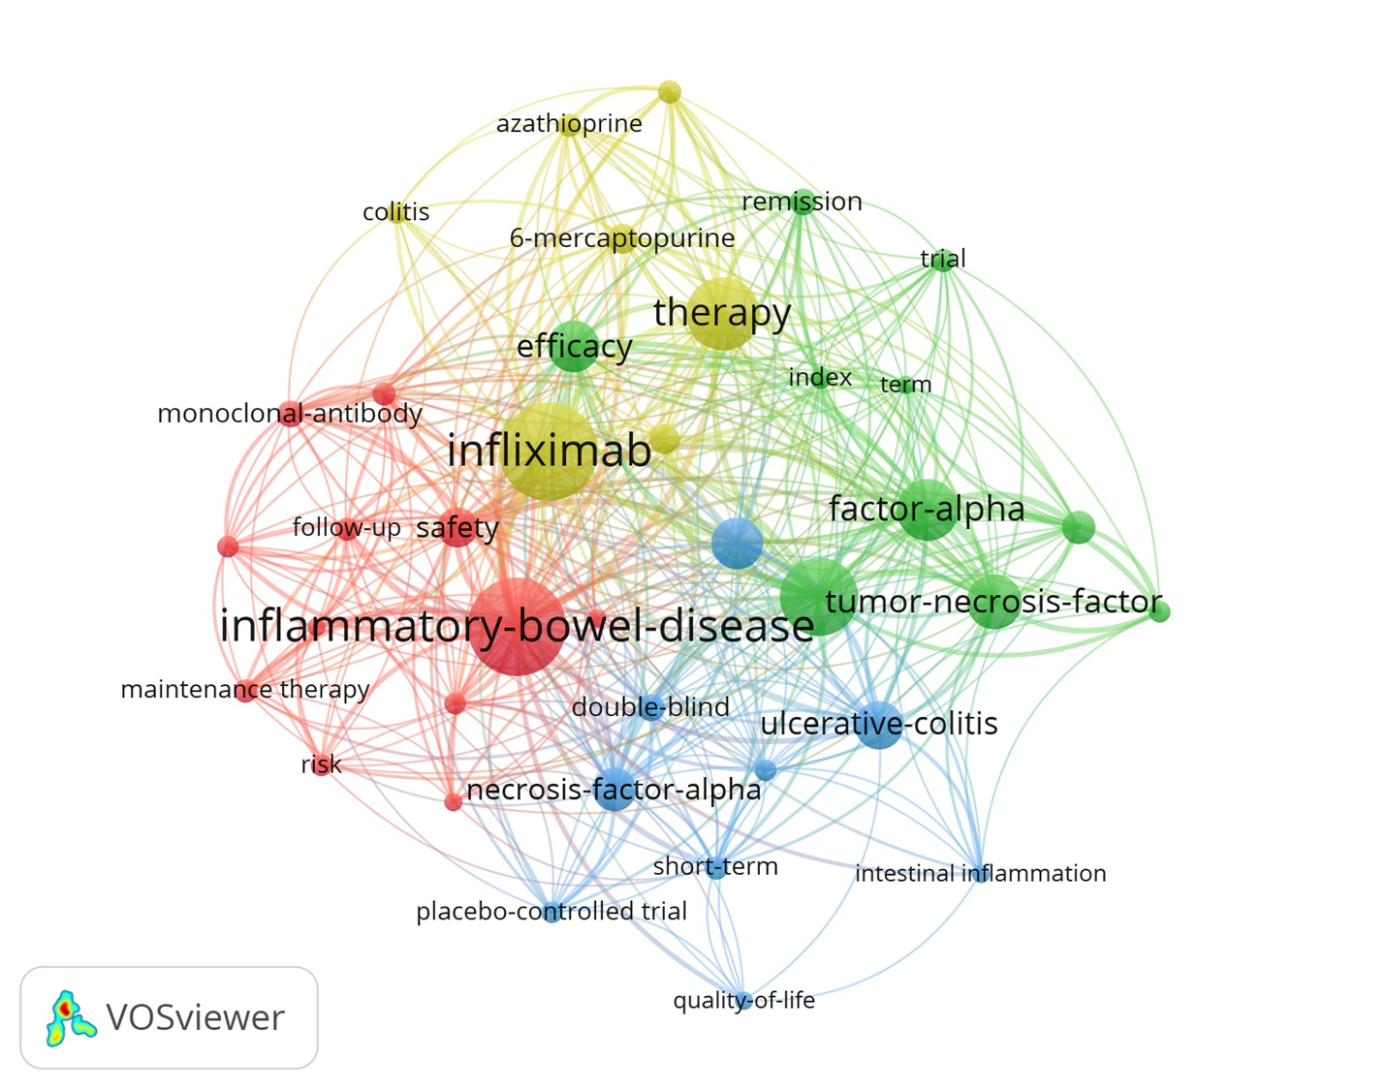 azathioprine
remission
colitis
6-mercaptopurine
trial
therapy
efficacy
index
term
monoclonal-antibody
infliximab
factor-alpha
follow-up
safety
tumor-necrosis-factor
inflammatory-bowel-disease
maintenance therapy
double-blind
ulcerative-colitis
risk
necrosis-factor-alpha
short-term
intestinal inflammation
placebo-controlled trial
quality-of-life
VOSviewer